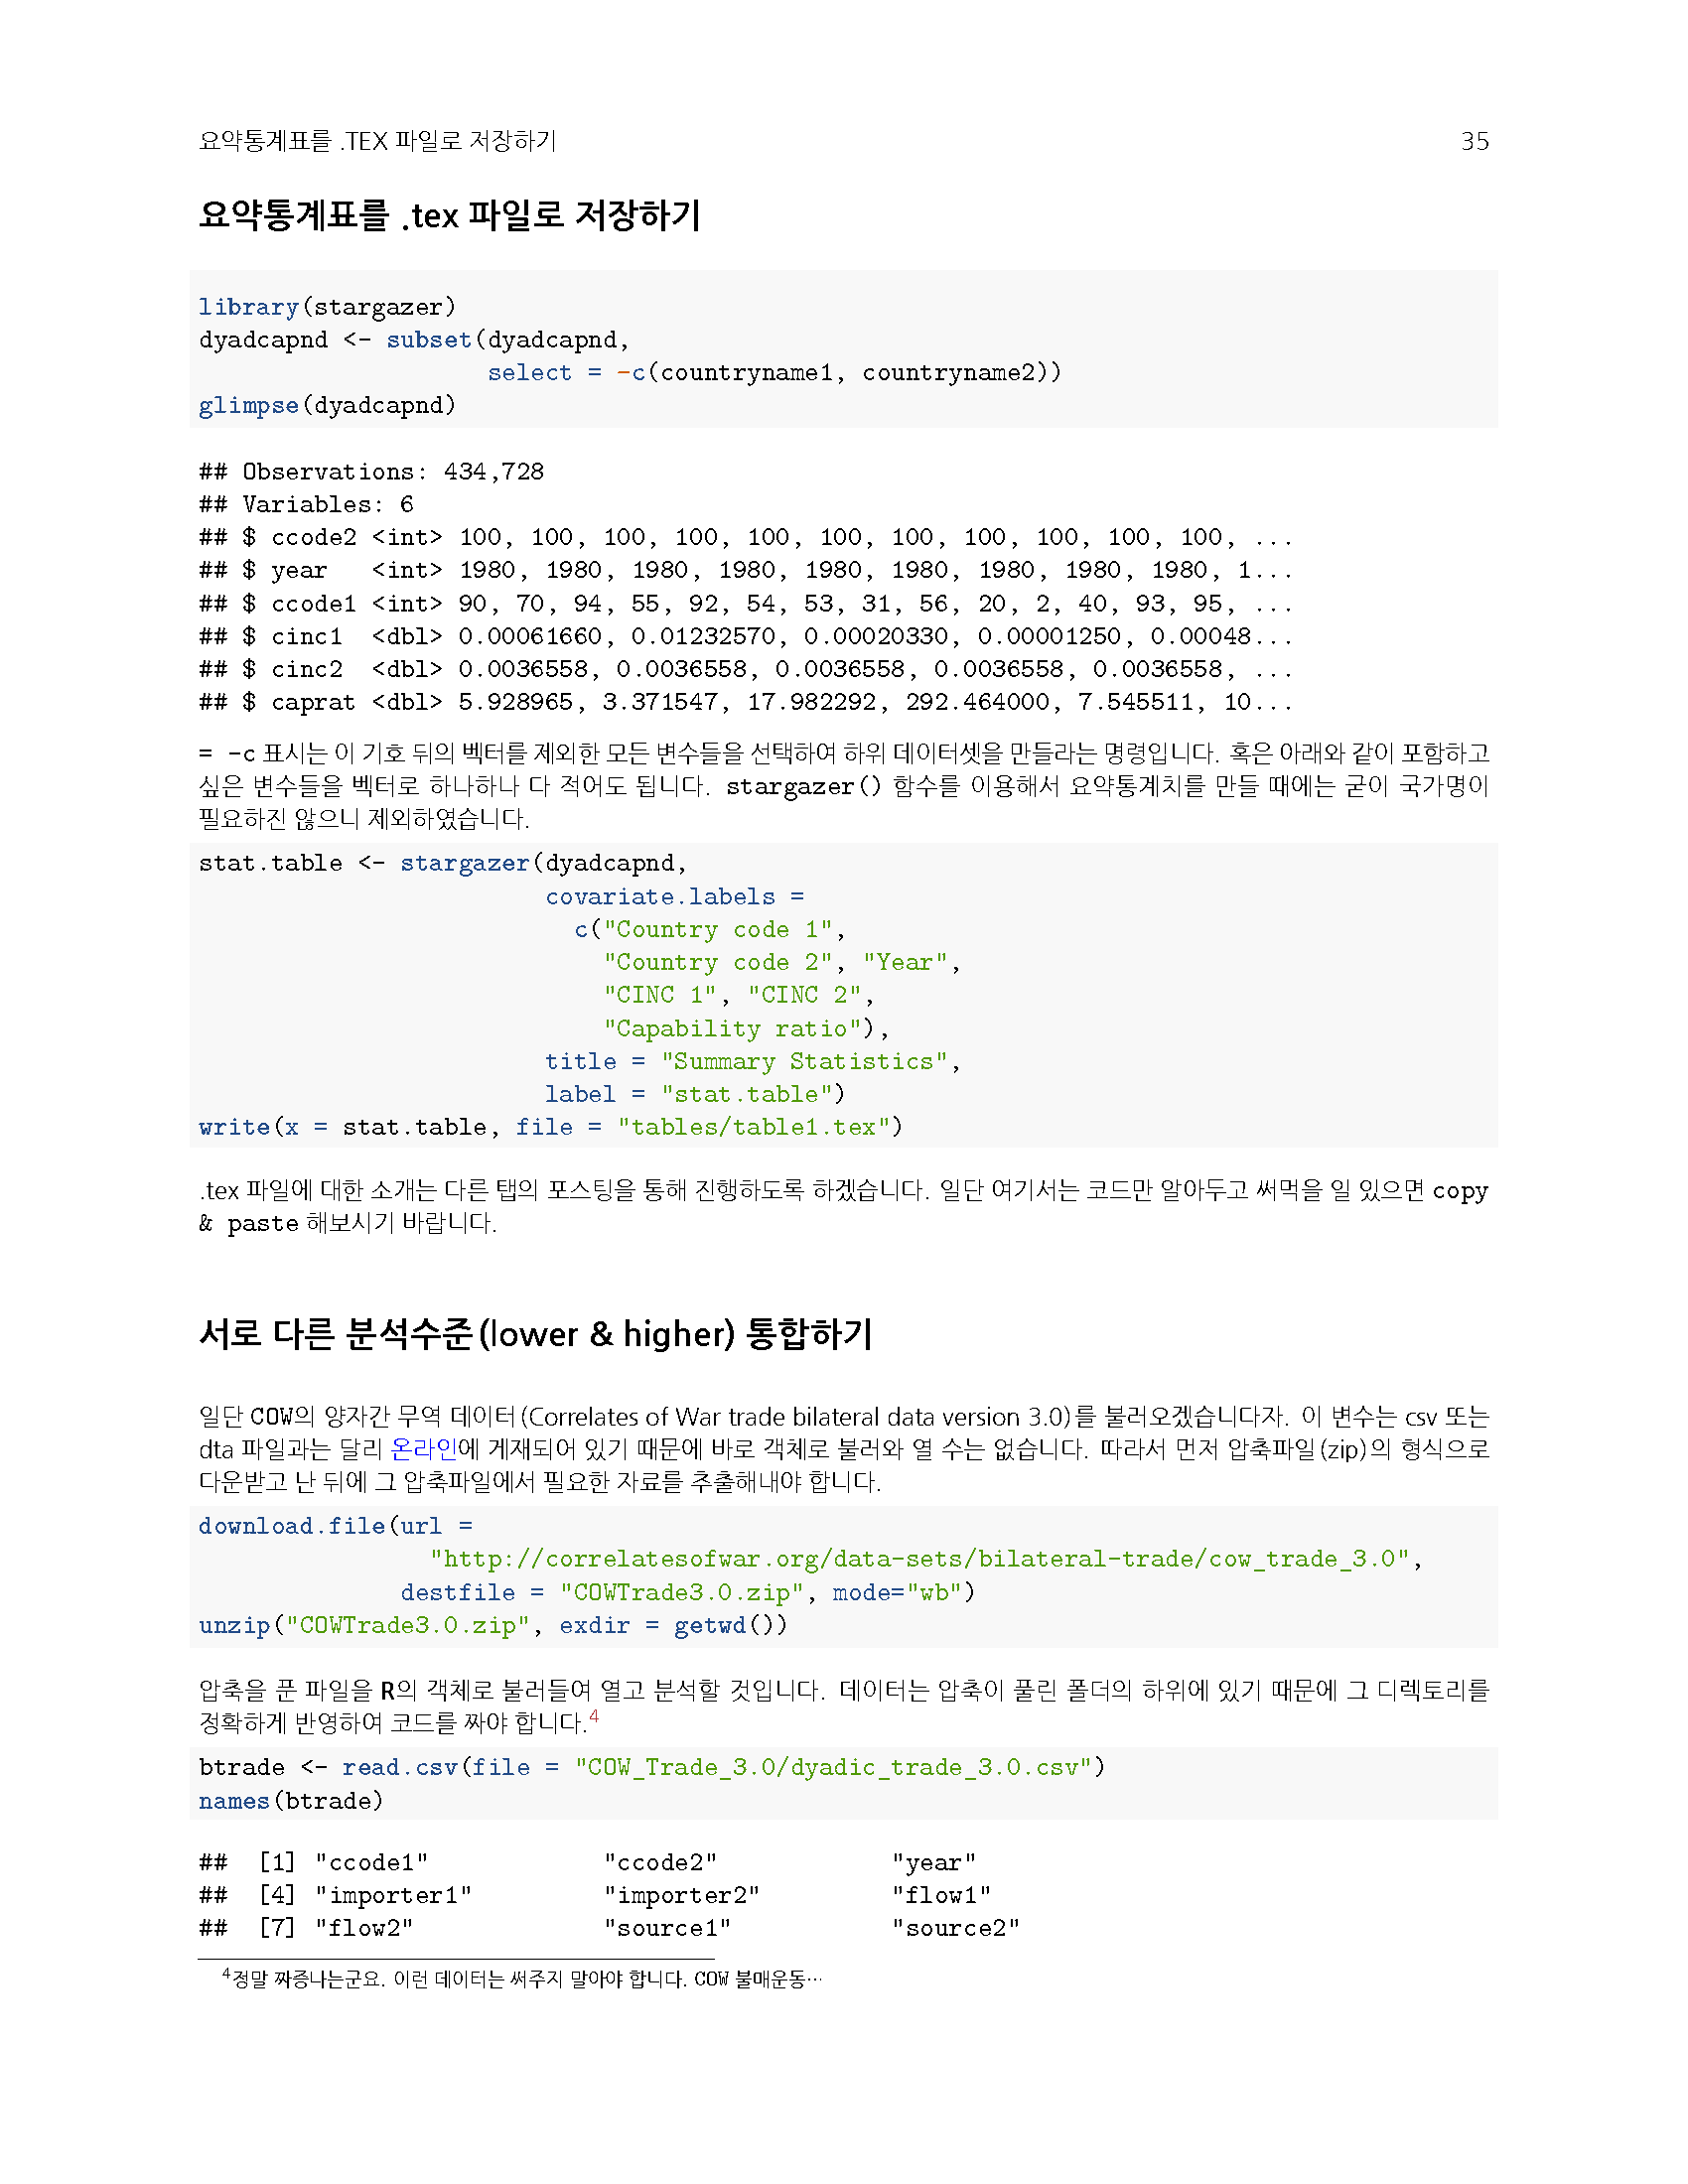 요약통계표를 .TEX 파일로 저장하기 35
요약통계표를 .tex 파일로 저장하기
library(stargazer)
dyadcapnd <- subset(dyadcapnd,
                    select = -c(countryname1, countryname2))
glimpse(dyadcapnd)
## Observations: 434,728
## Variables: 6
## $ ccode2 <int> 100, 100, 100, 100, 100, 100, 100, 100, 100, 100, 100, ...
## $ year   <int> 1980, 1980, 1980, 1980, 1980, 1980, 1980, 1980, 1980, 1...
## $ ccode1 <int> 90, 70, 94, 55, 92, 54, 53, 31, 56, 20, 2, 40, 93, 95, ...
## $ cinc1  <dbl> 0.00061660, 0.01232570, 0.00020330, 0.00001250, 0.00048...
## $ cinc2  <dbl> 0.0036558, 0.0036558, 0.0036558, 0.0036558, 0.0036558, ...
## $ caprat <dbl> 5.928965, 3.371547, 17.982292, 292.464000, 7.545511, 10...
= -c 표시는 이 기호 뒤의 벡터를 제외한 모든 변수들을 선택하여 하위 데이터셋을 만들라는 명령입니다. 혹은 아래와 같이 포함하고
싶은 변수들을 벡터로 하나하나 다 적어도 됩니다. stargazer() 함수를 이용해서 요약통계치를 만들 때에는 굳이 국가명이
필요하진 않으니 제외하였습니다.
stat.table <- stargazer(dyadcapnd,
                        covariate.labels =
                          c("Country code 1",
                            "Country code 2", "Year",
                            "CINC 1", "CINC 2",
                            "Capability ratio"),
                        title = "Summary Statistics",
                        label = "stat.table")
write(x = stat.table, file = "tables/table1.tex")
.tex 파일에 대한 소개는 다른 탭의 포스팅을 통해 진행하도록 하겠습니다. 일단 여기서는 코드만 알아두고 써먹을 일 있으면 copy
& paste 해보시기 바랍니다.
서로 다른 분석수준(lower & higher) 통합하기
일단 COW의 양자간 무역 데이터(Correlates of War trade bilateral data version 3.0)를 불러오겠습니다자. 이 변수는 csv 또는
dta 파일과는 달리 온라인에 게재되어 있기 때문에 바로 객체로 불러와 열 수는 없습니다. 따라서 먼저 압축파일(zip)의 형식으로
다운받고 난 뒤에 그 압축파일에서 필요한 자료를 추출해내야 합니다.
download.file(url =
                "http://correlatesofwar.org/data-sets/bilateral-trade/cow_trade_3.0",
              destfile = "COWTrade3.0.zip", mode="wb")
unzip("COWTrade3.0.zip", exdir = getwd())
압축을 푼 파일을 R의 객체로 불러들여 열고 분석할 것입니다. 데이터는 압축이 풀린 폴더의 하위에 있기 때문에 그 디렉토리를
정확하게 반영하여 코드를 짜야 합니다.4
btrade <- read.csv(file = "COW_Trade_3.0/dyadic_trade_3.0.csv")
names(btrade)
##  [1] "ccode1"            "ccode2"            "year"
##  [4] "importer1"         "importer2"         "flow1"
##  [7] "flow2"             "source1"           "source2"
4정말 짜증나는군요. 이런 데이터는 써주지 말아야 합니다. COW 불매운동…